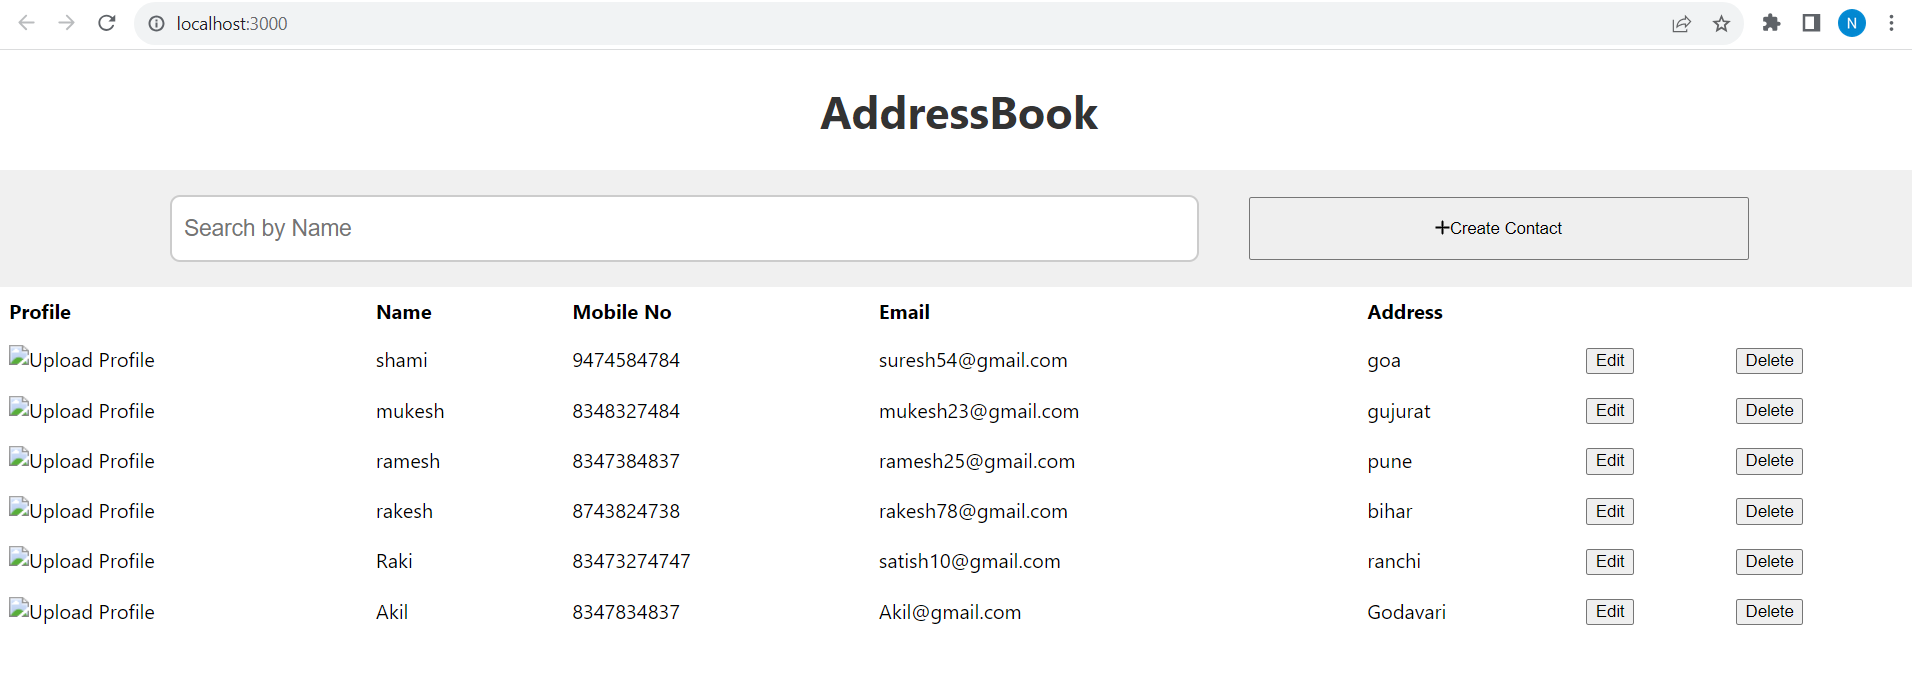 localhost:3000
N
AddressBook
Search by Name
+Create Contact
Profile Name Mobile No Email Address
Upload Profile shami 9474584784 suresh54@gmail.com goa Edit Delete
Upload Profile mukesh 8348327484 mukesh23@gmail.com gujurat Edit Delete
Upload Profile ramesh 8347384837 ramesh25@gmail.com pune Edit Delete
Upload Profile rakesh 8743824738 rakesh78@gmail.com bihar Edit Delete
Upload Profile Raki 83473274747 satish10@gmail.com ranchi Edit Delete
Upload Profile Akil 8347834837 Akil@gmail.com Godavari Edit Delete